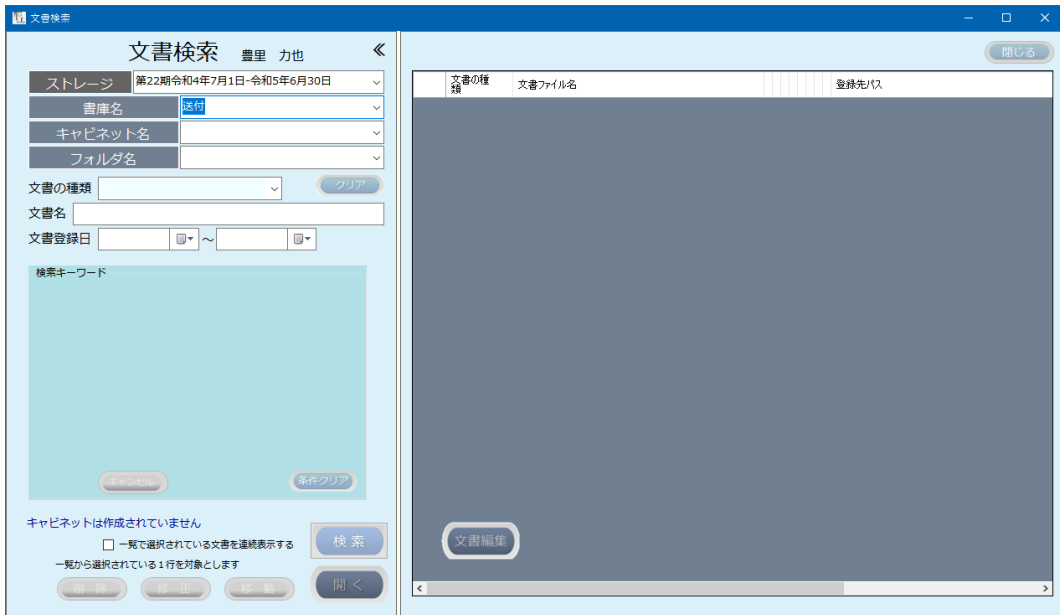 文書検索
文書検索 豊里 力也 «
閉じる
ストレージ 第22期令和4年7月1日-令和5年6月30日
書庫名 送付
キャビネット名
フォルダ名
文書の種類 クリア
文書名
文書登録日 ～
検索キーワード
キャンセル 条件クリア
キャビネットは作成されていません
一覧で選択されている文書を連続表示する
検 索
一覧から選択されている１行を対象とします
削 除 修 正 移 動 開 く
文書の種類 文書ファイル名 登録先パス
文書編集